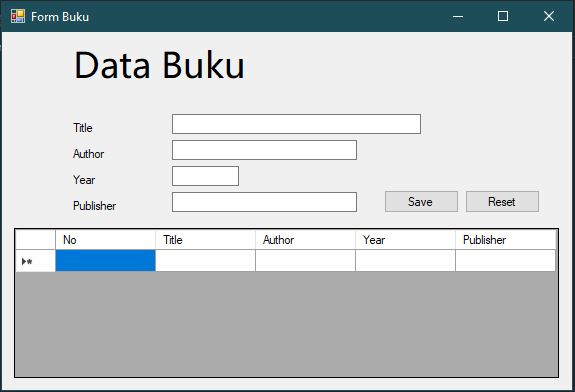 Form Buku
Data Buku
Title
Author
Year
Publisher
Save Reset
No Title Author Year Publisher